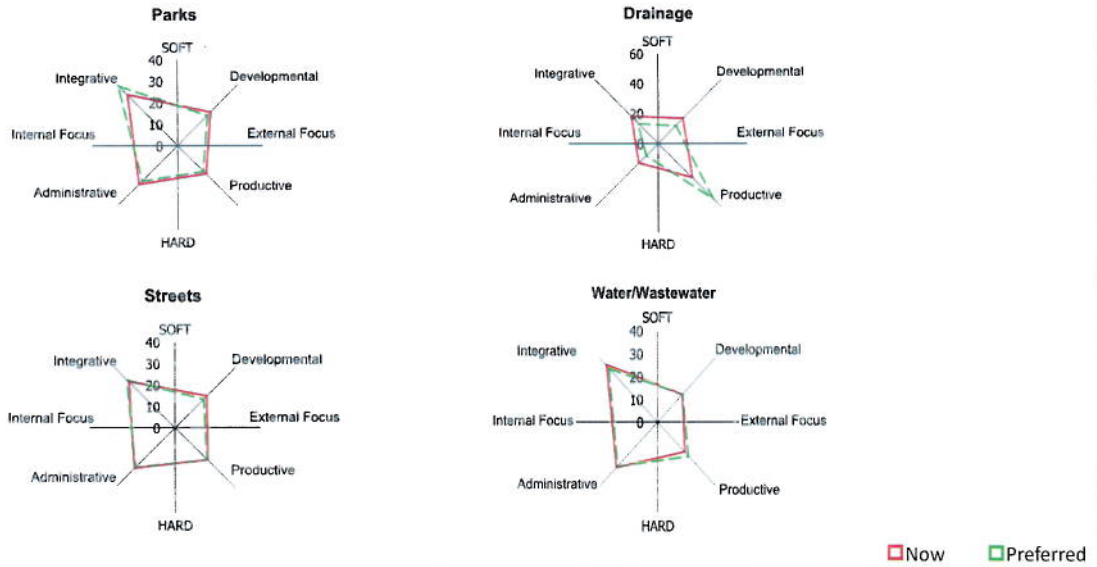 Parks
SOFT
40
30
20
10
0
Integrative
Developmental
Internal Focus
External Focus
Administrative
Productive
HARD
Drainage
SOFT
60
40
20
0
Integrative
Developmental
Internal Focus
External Focus
Administrative
Productive
HARD
Streets
SOFT
40
30
20
10
0
Integrative
Developmental
Internal Focus
External Focus
Administrative
Productive
HARD
Water/Wastewater
SOFT
40
30
20
10
0
Integrative
Developmental
Internal Focus
External Focus
Administrative
Productive
HARD
Now
Preferred